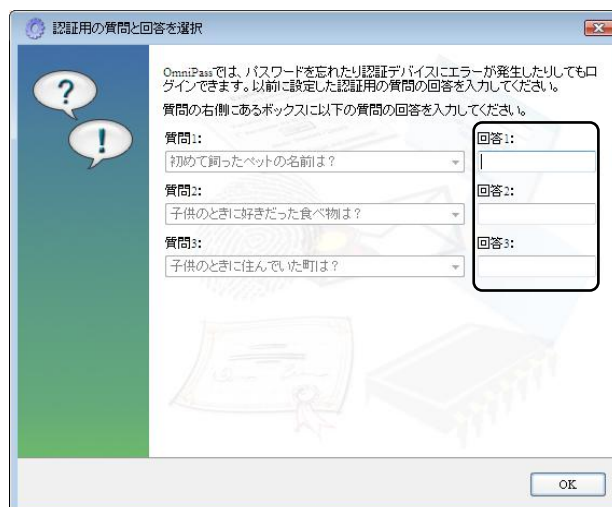 認証用の質問と回答を選択
OmniPassでは、パスワードを忘れたり認証デバイスにエラーが発生したりしてもロ
グインできます。以前に設定した認証用の質問の回答を入力してください。
質問の右側にあるボックスに以下の質問の回答を入力してください。
質問1:
回答1:
初めて飼ったペットの名前は?
質問2:
回答2:
子供のときに好きだった食べ物は?
質問3:
回答3:
子供のときに住んでいた町は?
OK